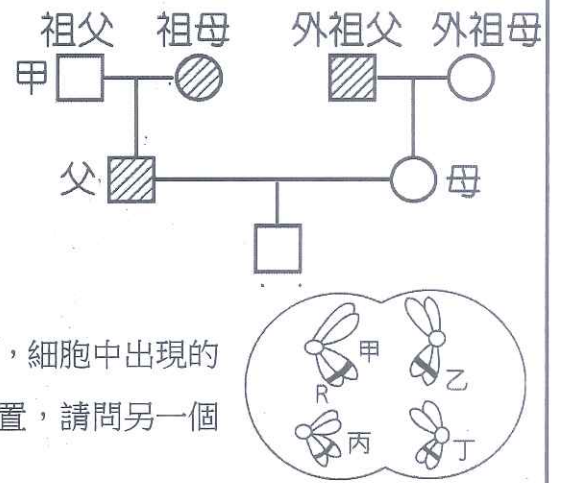 祖父 祖母 外祖父 外祖母
甲
父 母
，細胞中出現的
置，請問另一個
甲 乙
R
丙 丁